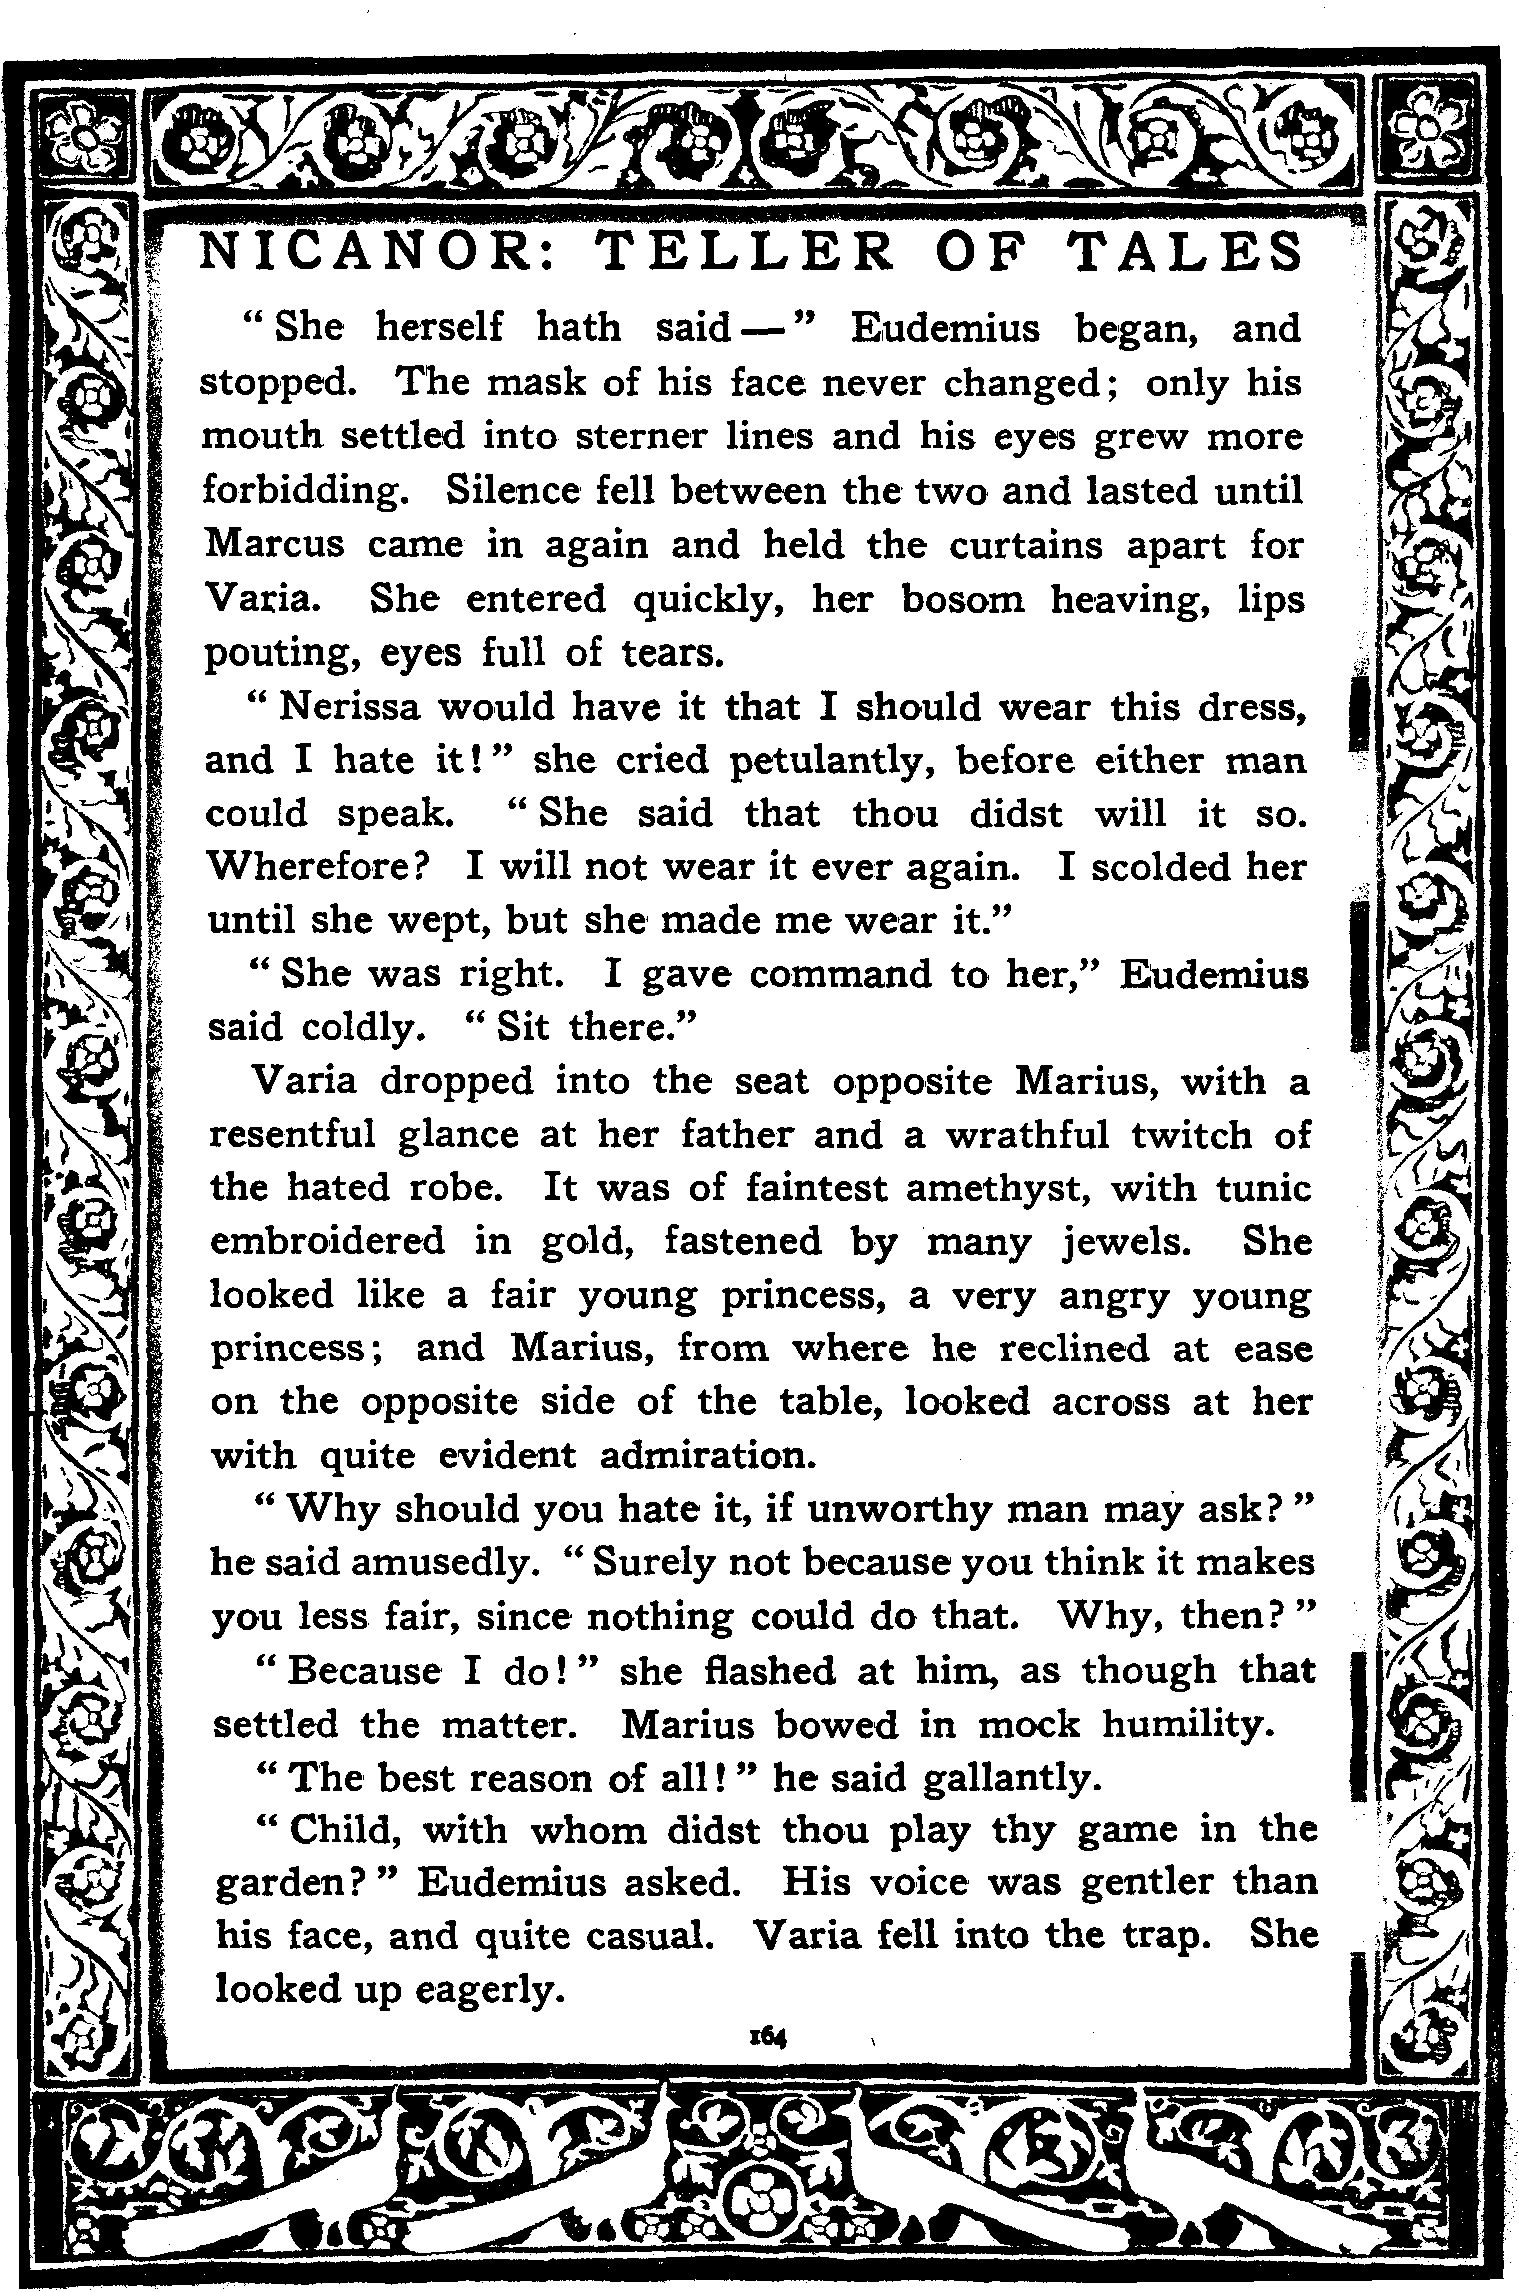 NICANOR: TELLER OF TALES
“ She herself hath said — ” Eudemius began, and
stopped. The mask of his face never changed; only his
mouth settled into sterner lines and his eyes grew more
forbidding. Silence fell between the two and lasted until
Marcus came in again and held the curtains apart for
Varia. She entered quickly, her bosom heaving, lips
pouting, eyes full of tears.
“ Nerissa would have it that I should wear this dress,
and I hate it! ” she cried petulantly, before either man
could speak. “ She said that thou didst will it so.
Wherefore? I will not wear it ever again. I scolded her
until she wept, but she made me wear it.”
“ She was right. I gave command to her,” Eudemius
said coldly. “ Sit there.”
Varia dropped into the seat opposite Marius, with a
resentful glance at her father and a wrathful twitch of
the hated robe. It was of faintest amethyst, with tunic
embroidered in gold, fastened by many jewels. She
looked like a fair young princess, a very angry young
princess; and Marius, from where he reclined at ease
on the opposite side of the table, looked across at her
with quite evident admiration.
“ Why should you hate it, if unworthy man may ask? ”
he said amusedly. “ Surely not because you think it makes
you less fair, since nothing could do that. Why, then? ”
“ Because I do! ” she flashed at him, as though that
settled the matter. Marius bowed in mock humility.
“ The best reason of all! ” he said gallantly.
“ Child, with whom didst thou play thy game in the
garden? ” Eudemius asked. His voice was gentler than
his face, and quite casual. Varia fell into the trap. She
looked up eagerly.
164